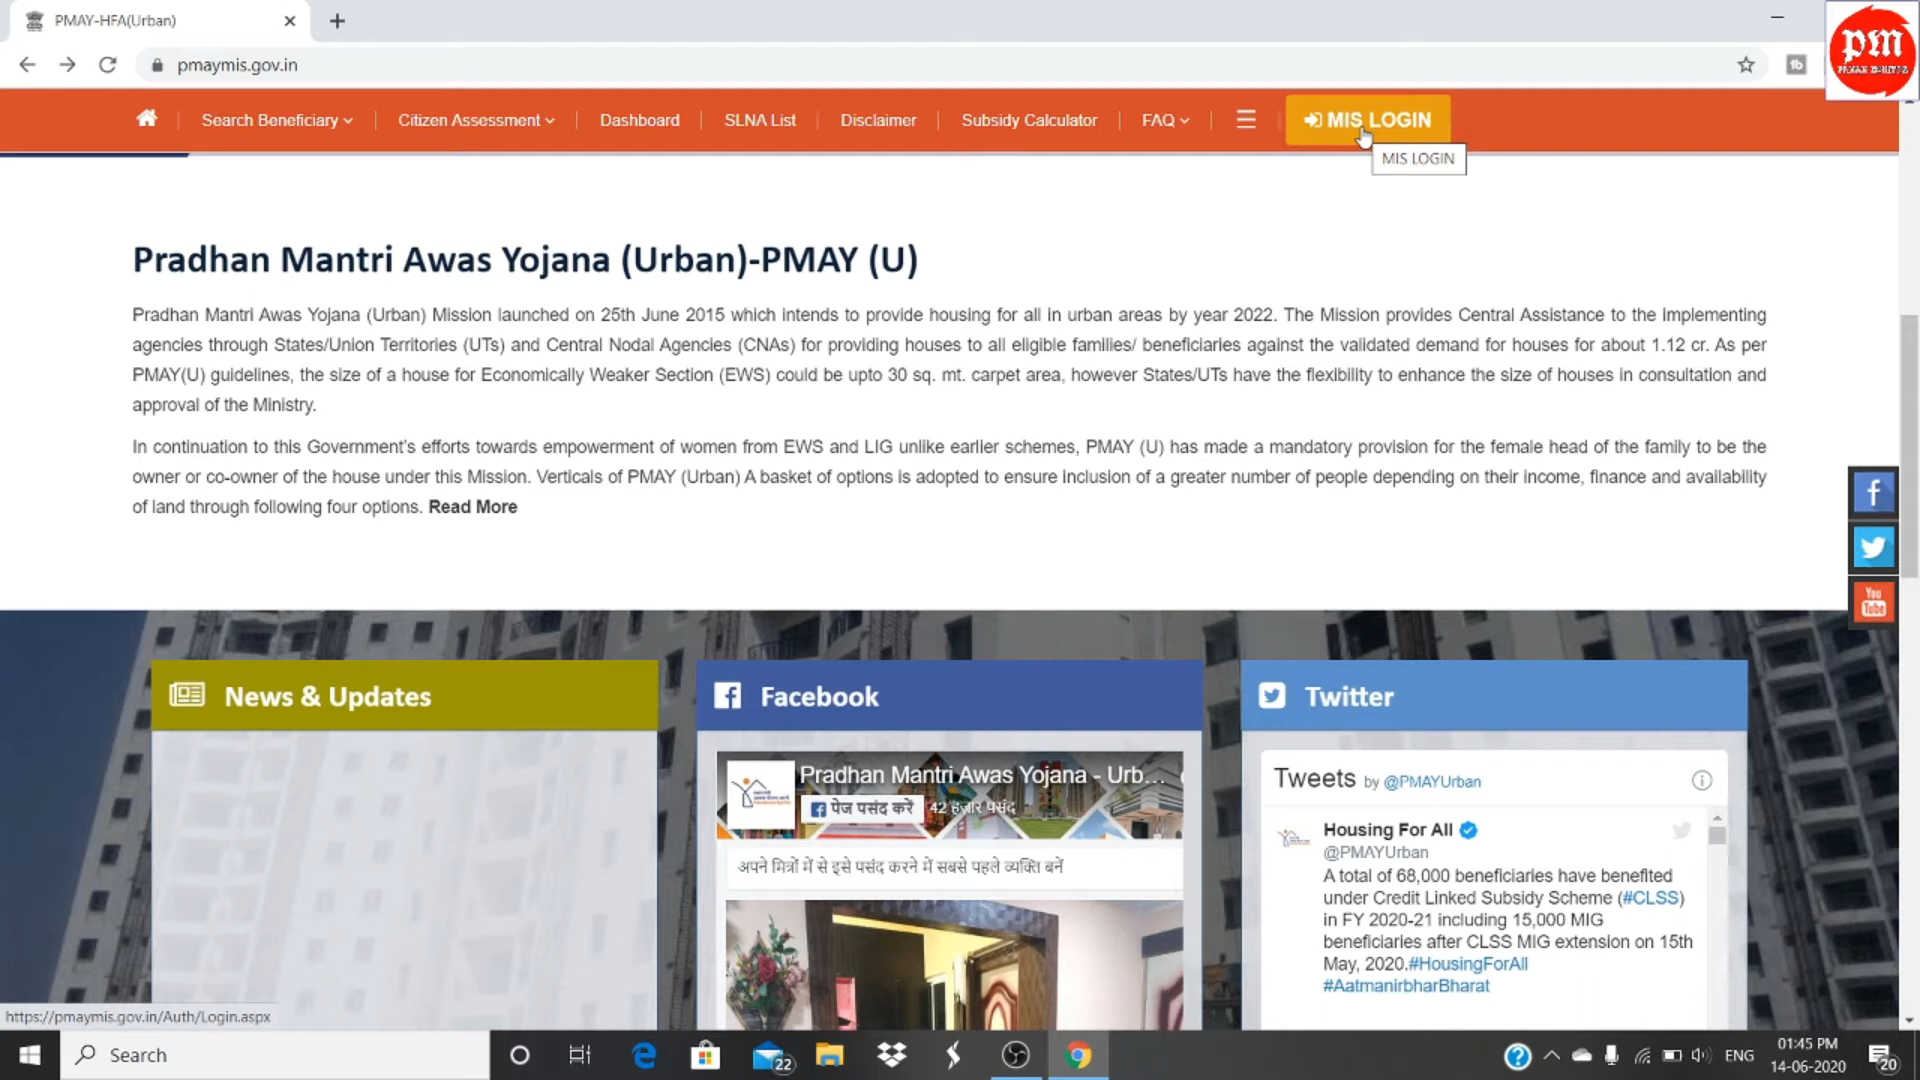 PMAY-HFA(Urban)
pmaymis.gov.in
pm
Search Beneficiary
Citizen Assessment
Dashboard
SLNA List
Disclaimer
Subsidy Calculator
FAQ
MIS LOGIN
MIS LOGIN
Pradhan Mantri Awas Yojana (Urban)-PMAY (U)
Pradhan Mantri Awas Yojana (Urban) Mission launched on 25th June 2015 which intends to provide housing for all in urban areas by year 2022. The Mission provides Central Assistance to the implementing
agencies through States/Union Territories (UTs) and Central Nodal Agencies (CNAs) for providing houses to all eligible families/ beneficiaries against the validated demand for houses for about 1.12 cr. As per
PMAY(U) guidelines, the size of a house for Economically Weaker Section (EWS) could be upto 30 sq. mt. carpet area, however States/UTs have the flexibility to enhance the size of houses in consultation and
approval of the Ministry.
In continuation to this Government's efforts towards empowerment of women from EWS and LIG unlike earlier schemes, PMAY (U) has made a mandatory provision for the female head of the family to be the
owner or co-owner of the house under this Mission. Verticals of PMAY (Urban) A basket of options is adopted to ensure inclusion of a greater number of people depending on their income, finance and availability
of land through following four options. Read More
You
Tube
News & Updates
Facebook
Pradhan Mantri Awas Yojana - Urb...
पेज पसंद करें
42 हज़ार पसंद
अपने मित्रों में से इसे पसंद करने में सबसे पहले व्यक्ति बनें
Twitter
Tweets by @PMAYUrban
Housing For All
@PMAYUrban
A total of 68,000 beneficiaries have benefited
under Credit Linked Subsidy Scheme (#CLSS)
in FY 2020-21 including 15,000 MIG
beneficiaries after CLSS MIG extension on 15th
May, 2020.#HousingForAll
#AatmanirbharBharat
https://pmaymis.gov.in/Auth/Login.aspx
Search
22
ENG
01:45 PM
14-06-2020
20